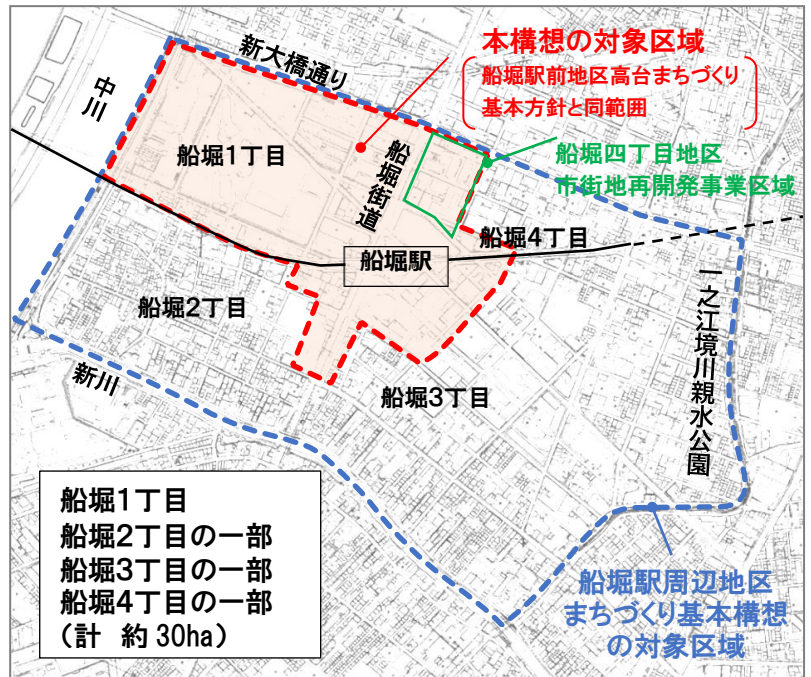 本構想の対象区域
船堀駅前地区高台まちづくり
基本方針と同範囲
新大橋通り
中川
船堀1丁目
船堀街道
船堀四丁目地区
市街地再開発事業区域
船堀4丁目
船堀駅
船堀2丁目
一之江境川親水公園
新川
船堀3丁目
船堀1丁目
船堀2丁目の一部
船堀3丁目の一部
船堀4丁目の一部
(計 約30ha)
船堀駅周辺地区
まちづくり基本構想
の対象区域